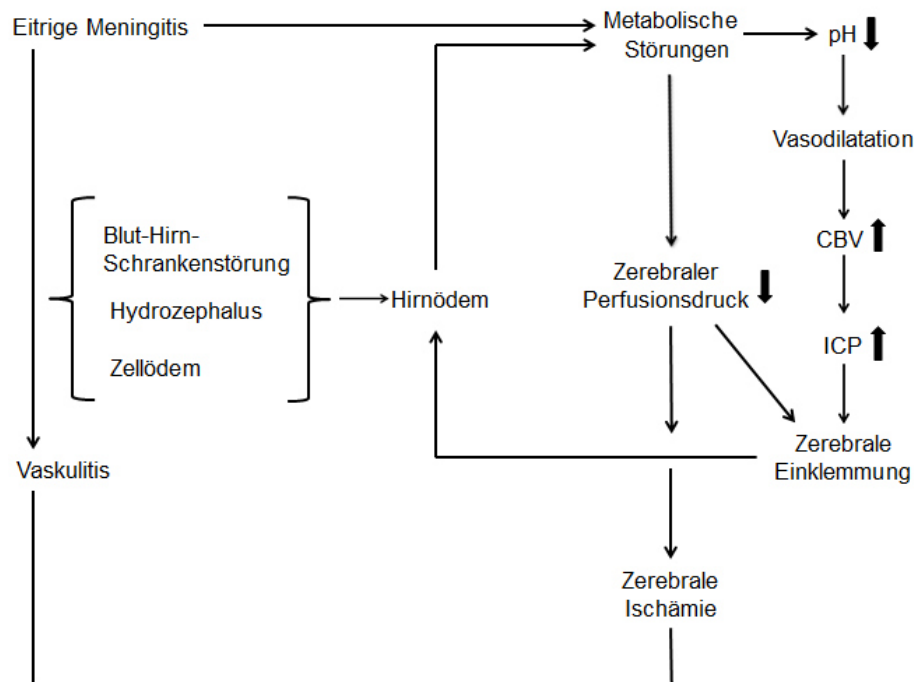 Eitrige Meningitis
Metabolische
Störungen
pH
Vasodilatation
CBV
ICP
Blut-Hirn-
Schrankenstörung
Hydrozephalus
Zellödem
Hirnödem
Zerebraler
Perfusionsdruck
Zerebrale
Einklemmung
Vaskulitis
Zerebrale
Ischämie